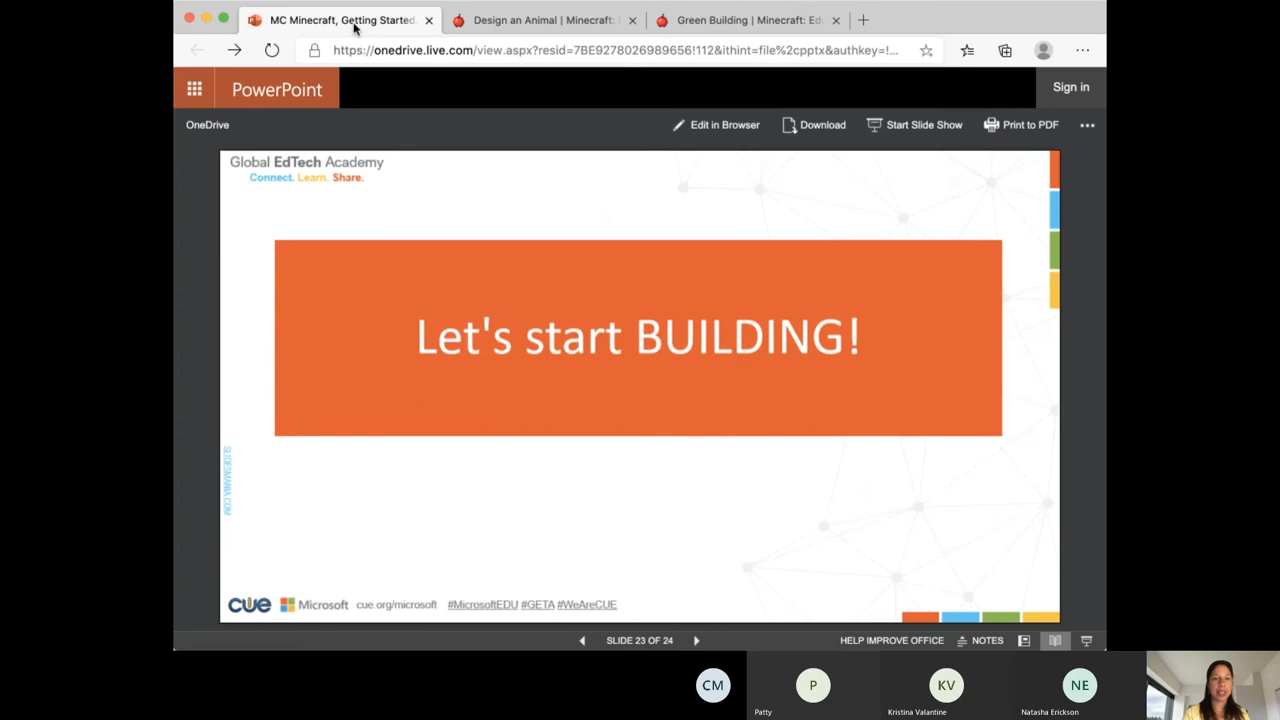 MC Minecraft, Getting Started.
Design an Animal | Minecraft:
Green Building | Minecraft: Ed
https://onedrive.live.com/view.aspx?resid=7BE9278026989656!112&ithint=file%2cpptx&authkey=!...
PowerPoint
Sign in
OneDrive
Edit in Browser
Download
Start Slide Show
Print to PDF
Global EdTech Academy
Connect. Learn. Share.
Let's start BUILDING!
SLIDESMANIA.COM
CUE
Microsoft
cue.org/microsoft
#MicrosoftEDU #GETA #WeAreCUE
SLIDE 23 OF 24
HELP IMPROVE OFFICE
NOTES
CM
P
KV
NE
Patty
Kristina Valantine
Natasha Erickson